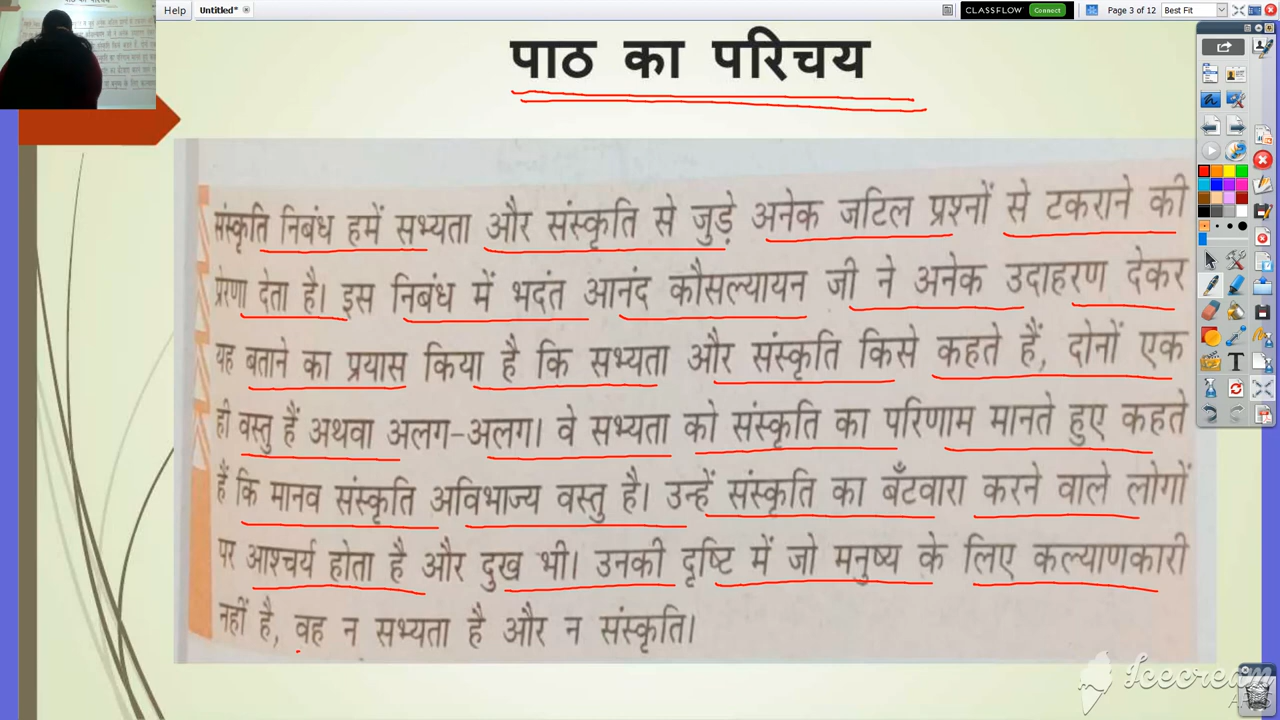 Help
Untitled*
CLASSFLOW Connect
Page 3 of 12
Best Fit
पाठ का परिचय
संस्कृति निबंध हमें सभ्यता और संस्कृति से जुड़े अनेक जटिल प्रश्नों से टकराने की
प्रेरणा देता है। इस निबंध में भदंत आनंद कौसल्यायन जी ने अनेक उदाहरण देकर
यह बताने का प्रयास किया है कि सभ्यता और संस्कृति किसे कहते हैं, दोनों एक
ही वस्तु हैं अथवा अलग-अलग। वे सभ्यता को संस्कृति का परिणाम मानते हुए कहते
हैं कि मानव संस्कृति अविभाज्य वस्तु है। उन्हें संस्कृति का बँटवारा करने वाले लोगों
पर आश्चर्य होता है और दुख भी। उनकी दृष्टि में जो मनुष्य के लिए कल्याणकारी
नहीं है, वह न सभ्यता है और न संस्कृति।
Icecream
APPS